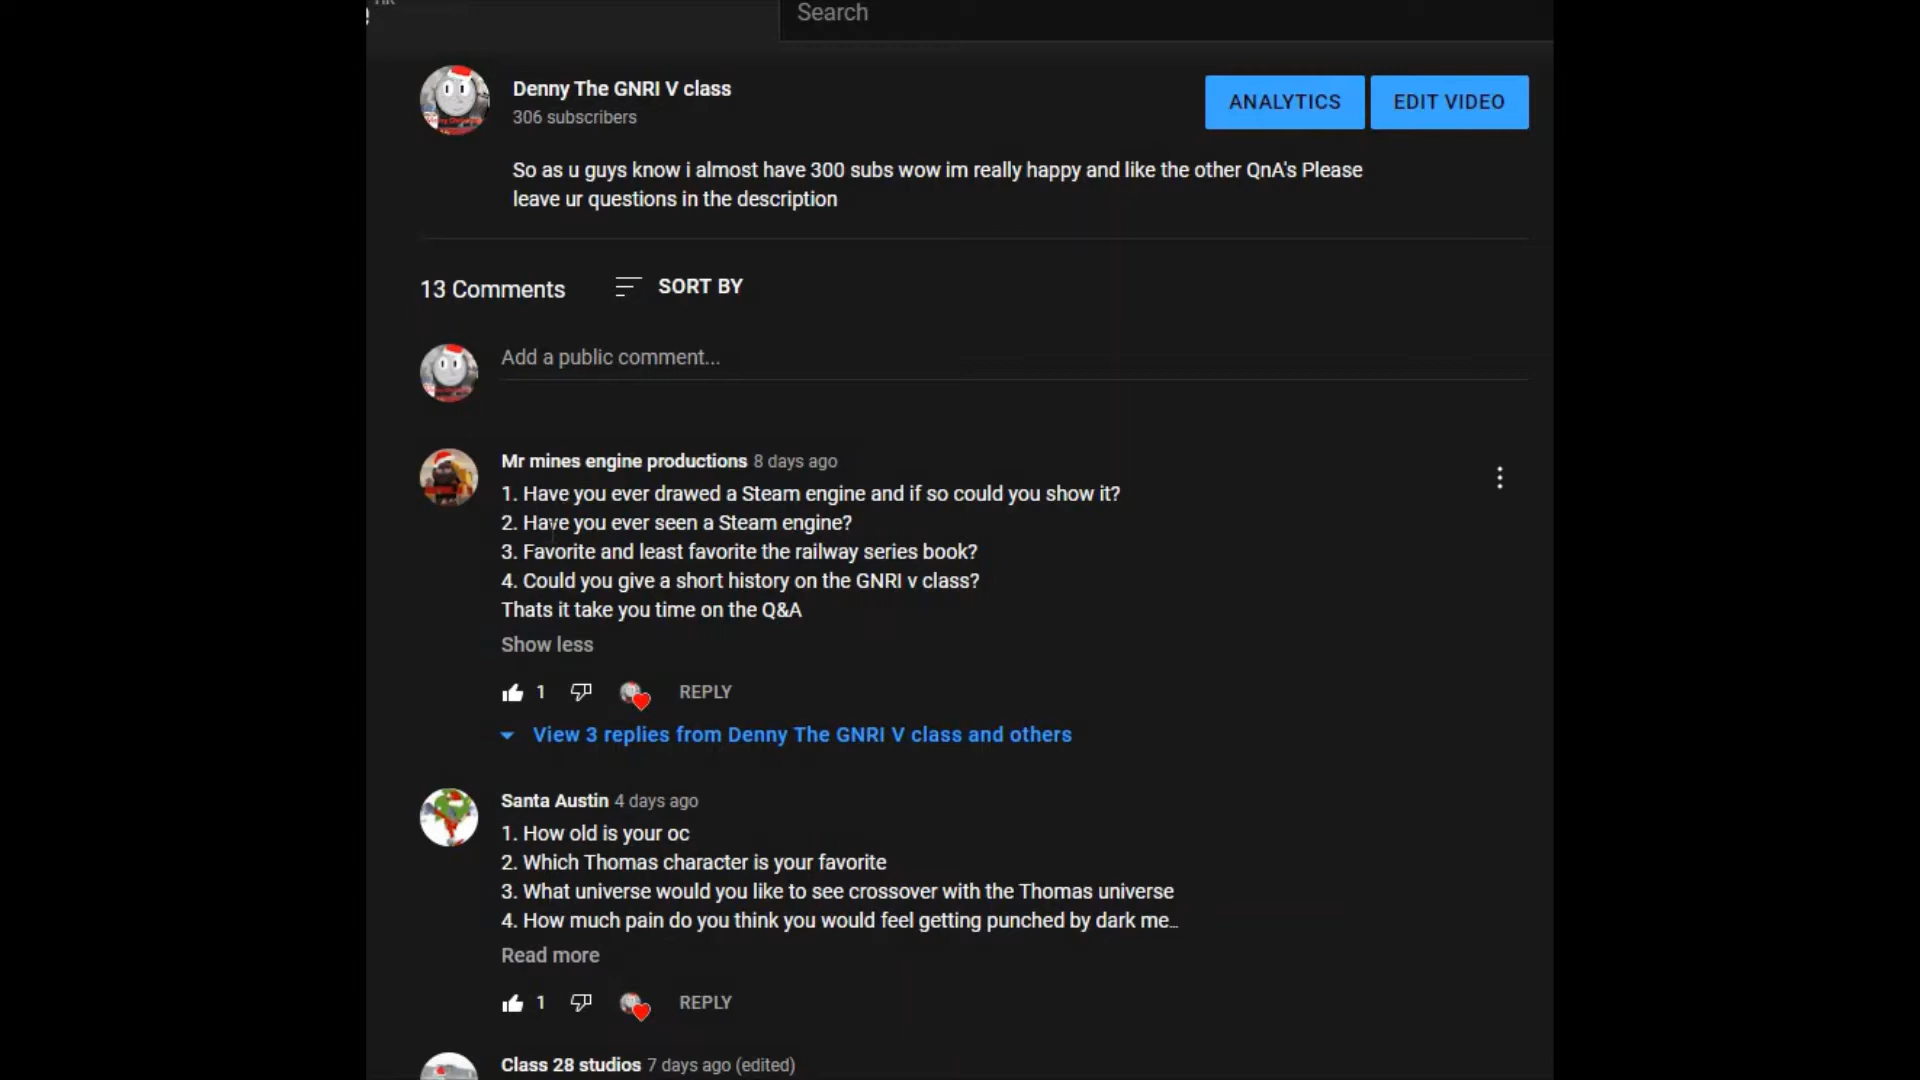 Search
Denny The GNRI V class
306 subscribers
ANALYTICS
EDIT VIDEO
So as u guys know i almost have 300 subs wow im really happy and like the other QnA's Please
leave ur questions in the description
13 Comments
SORT BY
Add a public comment...
Mr mines engine productions 8 days ago
1. Have you ever drawed a Steam engine and if so could you show it?
2. Have you ever seen a Steam engine?
3. Favorite and least favorite the railway series book?
4. Could you give a short history on the GNRI v class?
Thats it take you time on the Q&A
Show less
1
REPLY
View 3 replies from Denny The GNRI V class and others
Santa Austin 4 days ago
1. How old is your oc
2. Which Thomas character is your favorite
3. What universe would you like to see crossover with the Thomas universe
4. How much pain do you think you would feel getting punched by dark me...
Read more
1
REPLY
Class 28 studios 7 days ago (edited)